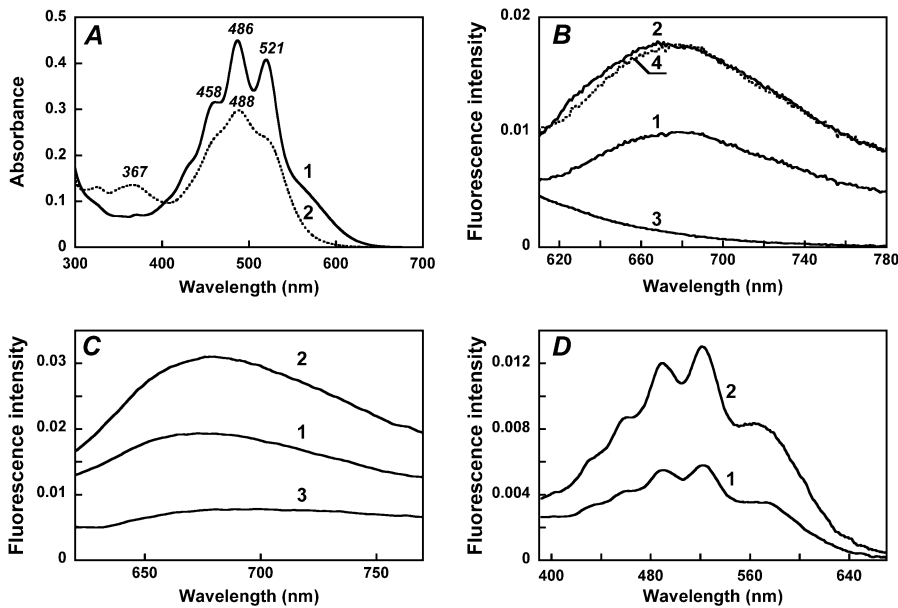 A
0.5
0.4
0.3
0.2
0.1
0
Absorbance
486
521
458
488
367
1
2
300 400 500 600 700
Wavelength (nm)
B
0.02
0.01
0
Fluorescence intensity
2
4
1
3
620 660 700 740 780
Wavelength (nm)
C
0.03
0.02
0.01
0
Fluorescence intensity
2
1
3
650 700 750
Wavelength (nm)
D
0.012
0.008
0.004
0
Fluorescence intensity
2
1
400 480 560 640
Wavelength (nm)